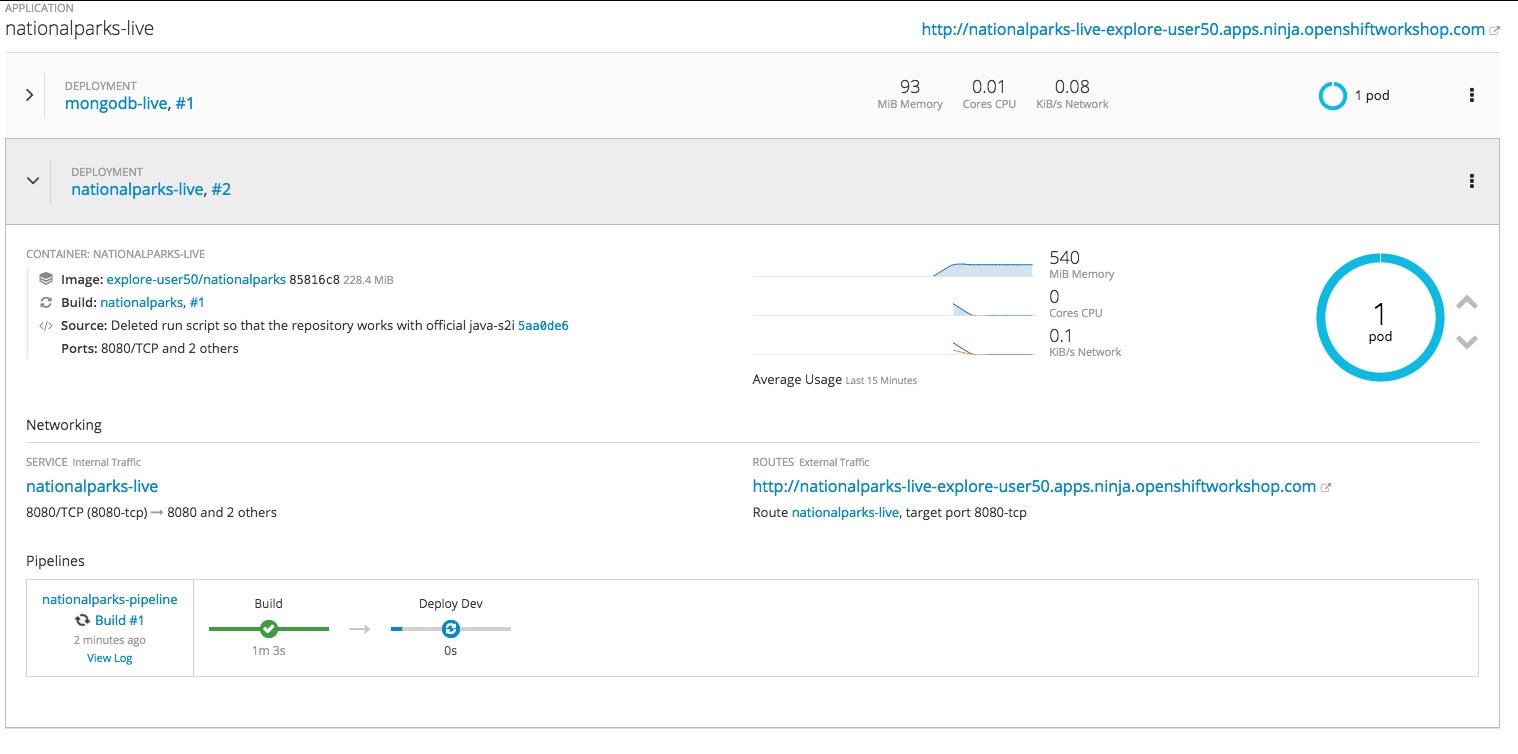 APPLICATION
nationalparks-live
http://nationalparks-live-explore-user50.apps.ninja.openshiftworkshop.com
DEPLOYMENT
mongodb-live, #1
93
MiB Memory
0.01
Cores CPU
0.08
KiB/s Network
1 pod
DEPLOYMENT
nationalparks-live, #2
CONTAINER: NATIONALPARKS-LIVE
Image: explore-user50/nationalparks 85816c8 228.4 MiB
Build: nationalparks, #1
</> Source: Deleted run script so that the repository works with official java-s2i 5aa0de6
Ports: 8080/TCP and 2 others
540
MiB Memory
0
Cores CPU
0.1
KiB/s Network
Average Usage Last 15 Minutes
1
pod
Networking
SERVICE Internal Traffic
nationalparks-live
8080/TCP (8080-tcp) → 8080 and 2 others
ROUTES External Traffic
http://nationalparks-live-explore-user50.apps.ninja.openshiftworkshop.com
Route nationalparks-live, target port 8080-tcp
Pipelines
nationalparks-pipeline
Build #1
2 minutes ago
View Log
Build
1m 3s
Deploy Dev
0s